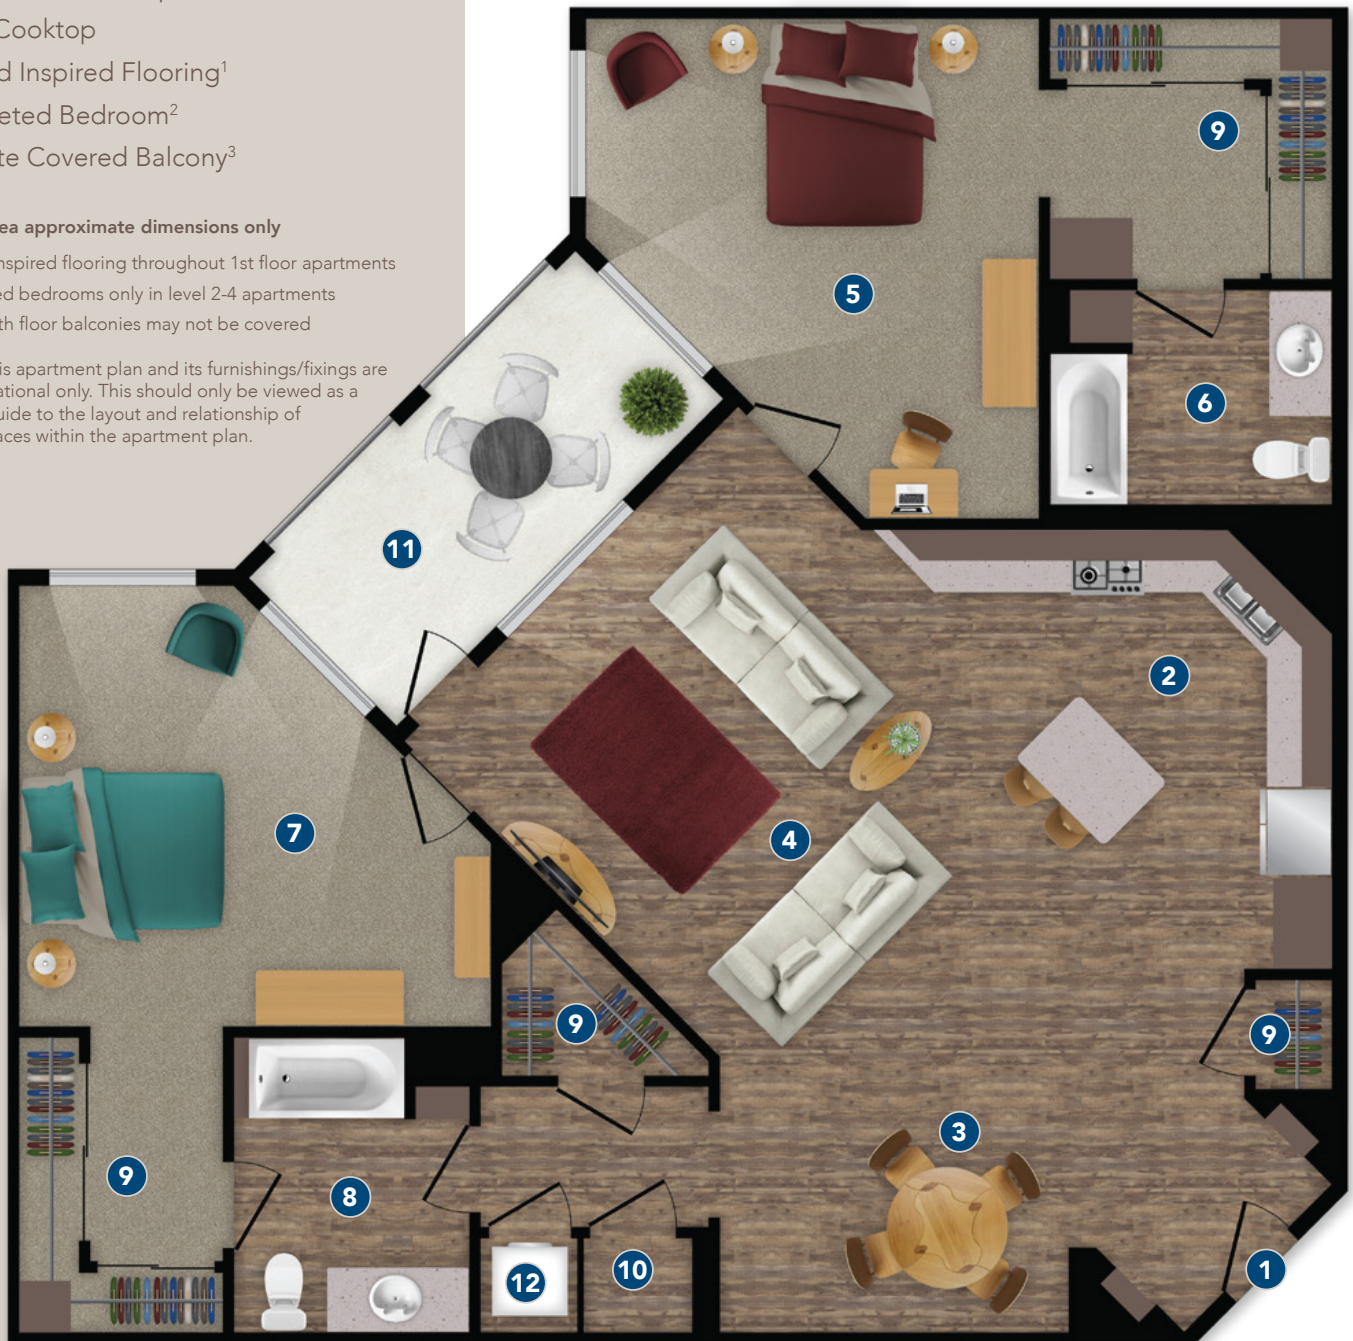 Cooktop
d Inspired Flooring¹
eted Bedroom²
te Covered Balcony³
ea approximate dimensions only
nspired flooring throughout 1st floor apartments
ed bedrooms only in level 2-4 apartments
th floor balconies may not be covered
is apartment plan and its furnishings/fixings are
ational only. This should only be viewed as a
uide to the layout and relationship of
aces within the apartment plan.
9
5
6
11
2
7
4
9
9
3
9
8
12
10
1